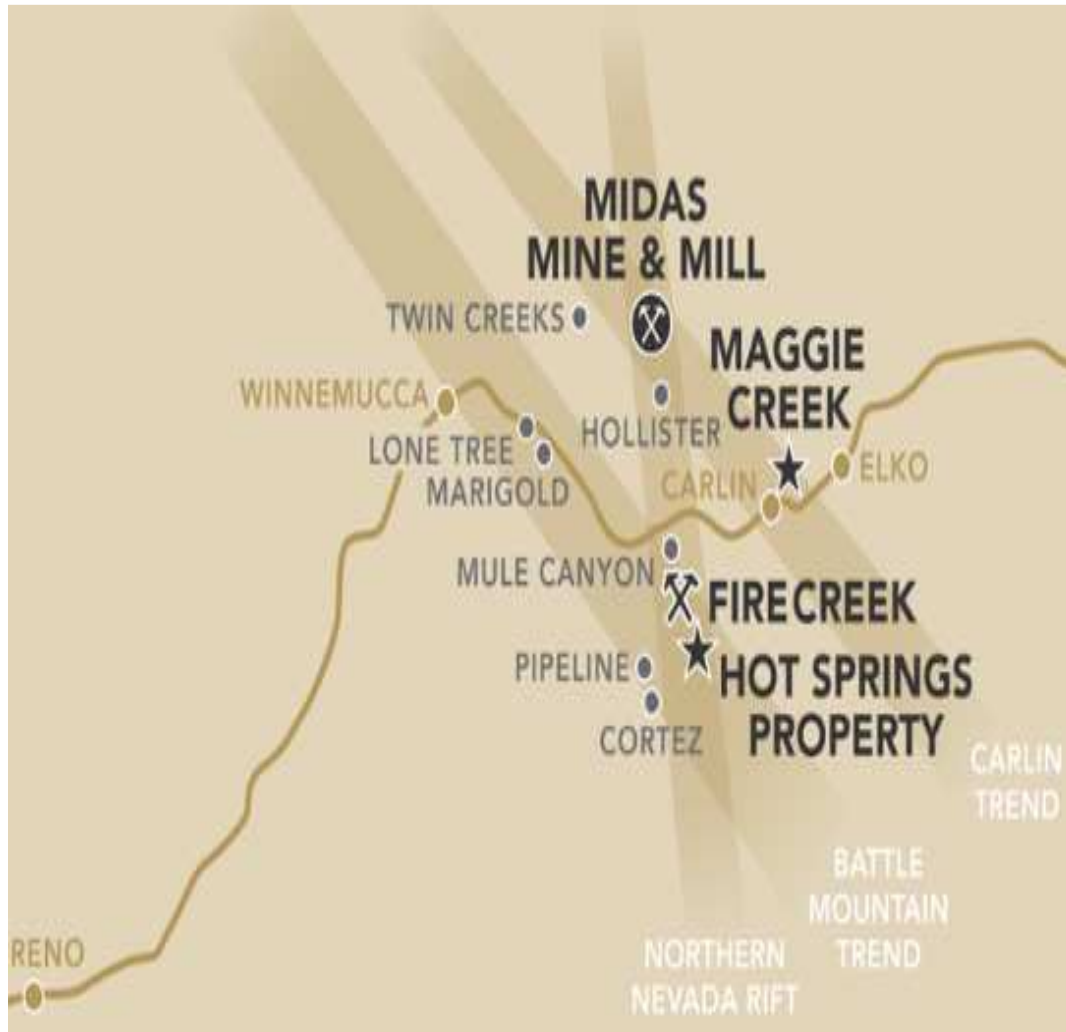 MIDAS
MINE & MILL
TWIN CREEKS
MAGGIE
CREEK
WINNEMUCCA
HOLLISTER
LONE TREE
MARIGOLD
CARLIN
ELKO
MULE CANYON
FIRE CREEK
PIPELINE
HOT SPRINGS
PROPERTY
CORTEZ
CARLIN
TREND
BATTLE
MOUNTAIN
TREND
RENO
NORTHERN
NEVADA RIFT